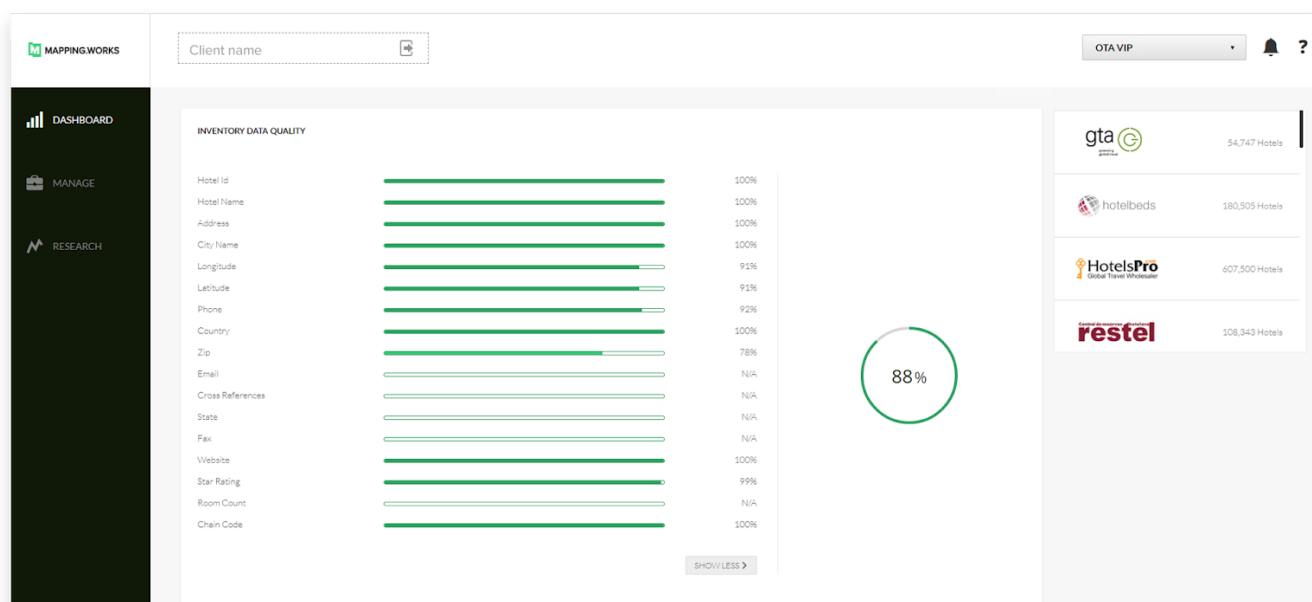 MAPPING.WORKS
Client name
OTA VIP
?
DASHBOARD
MANAGE
RESEARCH
INVENTORY DATA QUALITY
Hotel Id 100%
Hotel Name 100%
Address 100%
City Name 100%
Longitude 91%
Latitude 91%
Phone 92%
Country 100%
Zip 78%
Email N/A
Cross References N/A
State N/A
Fax N/A
Website 100%
Star Rating 99%
Room Count N/A
Chain Code 100%
SHOW LESS
88%
gta
54,747 Hotels
hotelbeds
180,505 Hotels
HotelsPro
Global Travel Wholesaler
607,500 Hotels
restel
108,343 Hotels